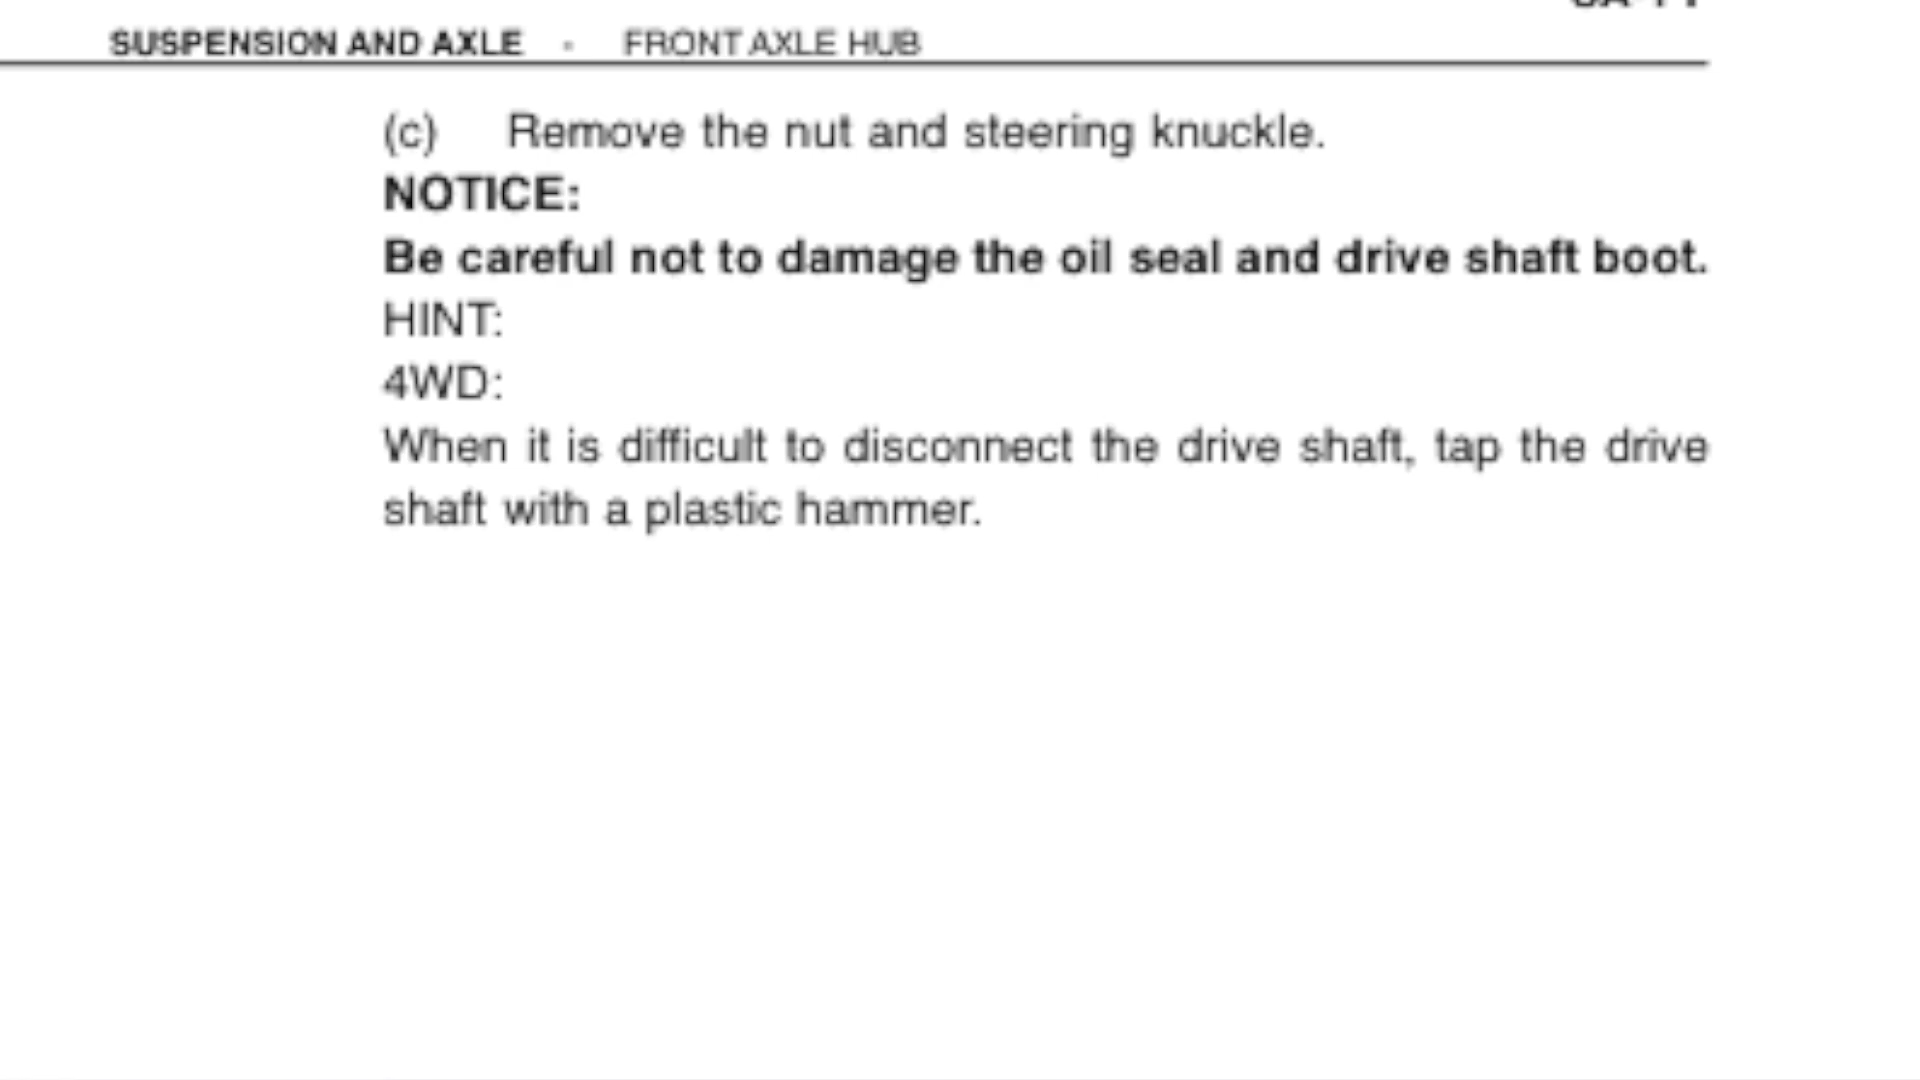 SUSPENSION AND AXLE - FRONT AXLE HUB
(c) Remove the nut and steering knuckle.
NOTICE:
Be careful not to damage the oil seal and drive shaft boot.
HINT:
4WD:
When it is difficult to disconnect the drive shaft, tap the drive
shaft with a plastic hammer.